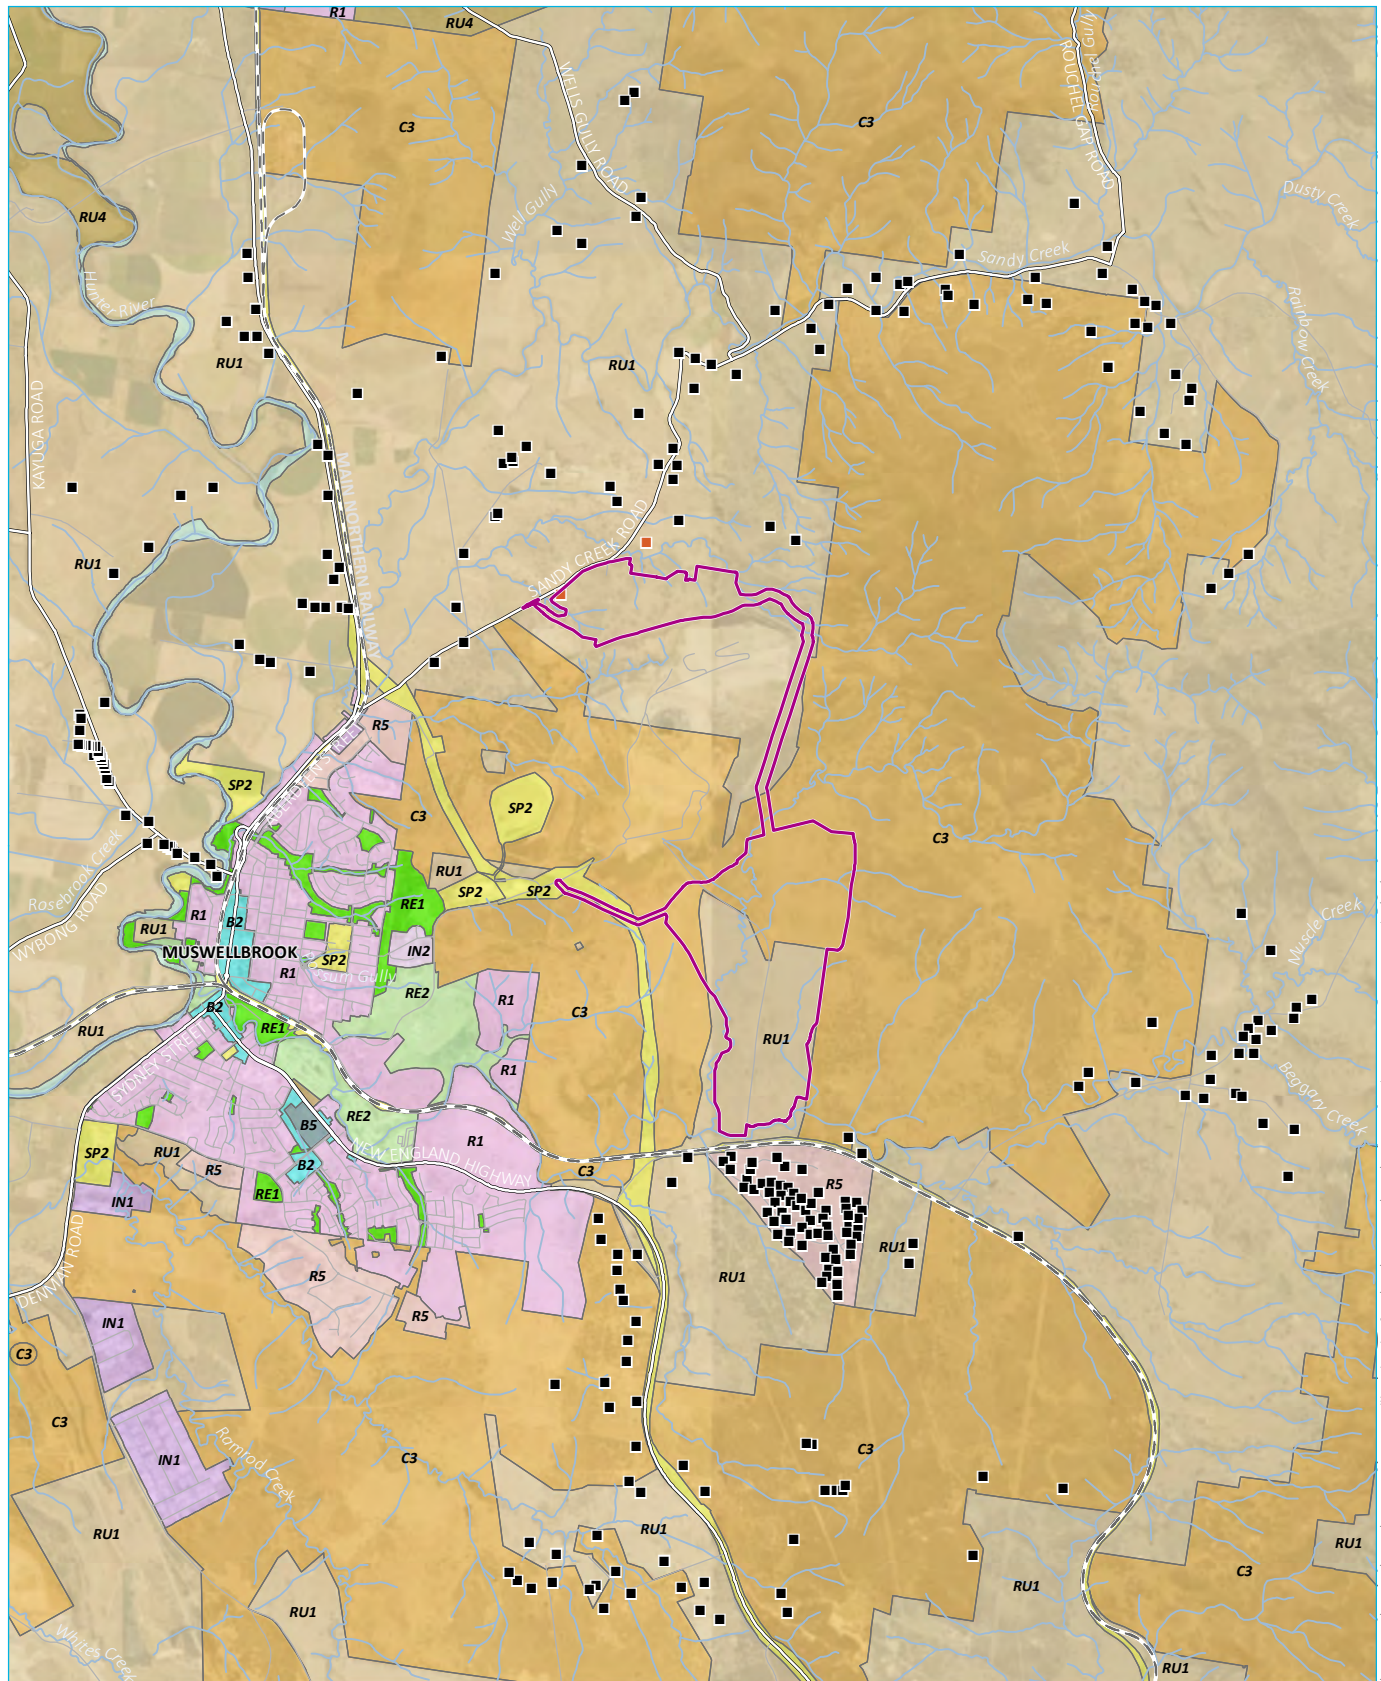 R1
RU4
WELLS GULLY ROAD
C3
C3
ROUCHEL GAP ROAD
Dusty Creek
RU4
Well Gully
Sandy Creek
Hunter River
Rainbow Creek
RU1
RU1
KAYUGA ROAD
MAIN NORTHERN RAILWAY
SANDY CREEK ROAD
RU1
R5
ABERDEEN STREET
SP2
SP2
C3
C3
Rosebrook Creek
RU1
SP2
SP2
WYBONG ROAD
R1
B2
RE1
RU1
MUSWELLBROOK
SP2
IN2
Muscle Creek
R1
Possum Gully
RE2
R1
B2
C3
RE1
RU1
RU1
SYDNEY STREET
R1
Beggary Creek
RE2
B5
R1
SP2
RU1
NEW ENGLAND HIGHWAY
B2
R5
C3
R5
IN1
RE1
DENMAN ROAD
RU1
R5
RU1
R5
IN1
C3
C3
Ramrod Creek
C3
C3
IN1
RU1
RU1
RU1
C3
RU1
RU1
Whites Creek
RU1